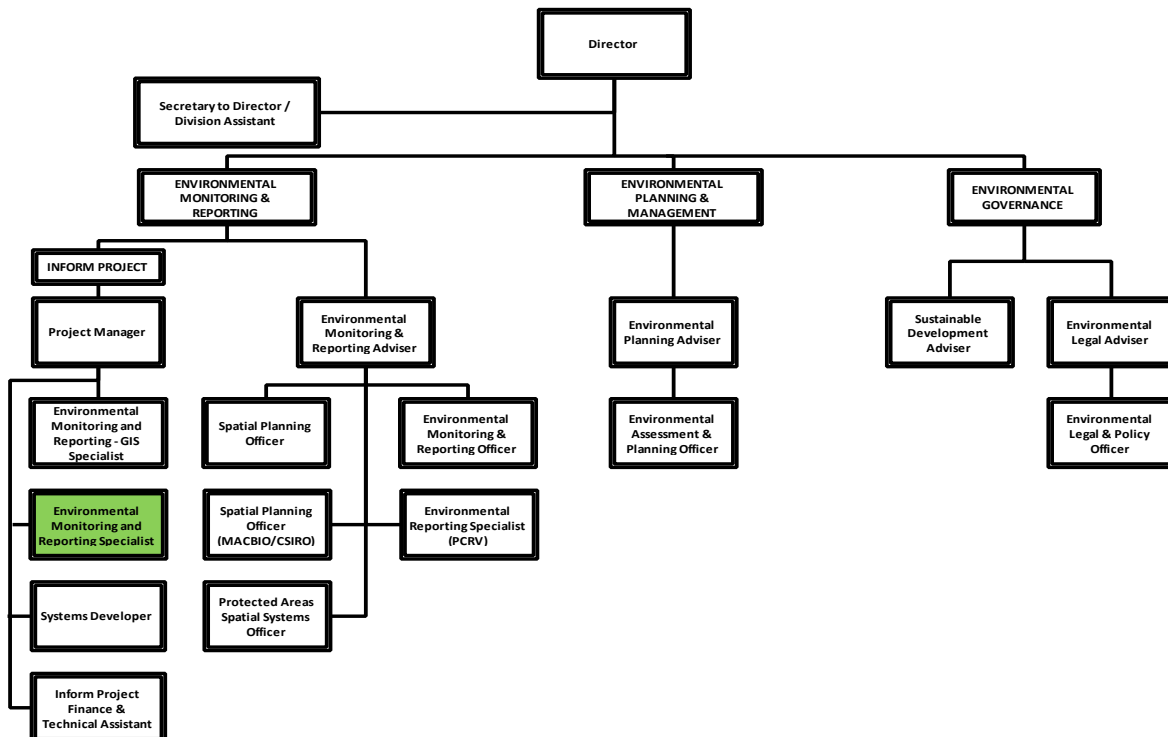 Director
Secretary to Director /
Division Assistant
ENVIRONMENTAL
MONITORING &
REPORTING
ENVIRONMENTAL
PLANNING &
MANAGEMENT
ENVIRONMENTAL
GOVERNANCE
INFORM PROJECT
Project Manager
Environmental
Monitoring &
Reporting Adviser
Environmental
Planning Adviser
Sustainable
Development
Adviser
Environmental
Legal Adviser
Environmental
Monitoring and
Reporting - GIS
Specialist
Spatial Planning
Officer
Environmental
Monitoring &
Reporting Officer
Environmental
Assessment &
Planning Officer
Environmental
Legal & Policy
Officer
Environmental
Monitoring and
Reporting Specialist
Spatial Planning
Officer
(MACBIO/CSIRO)
Environmental
Reporting Specialist
(PCRV)
Systems Developer
Protected Areas
Spatial Systems
Officer
Inform Project
Finance &
Technical Assistant